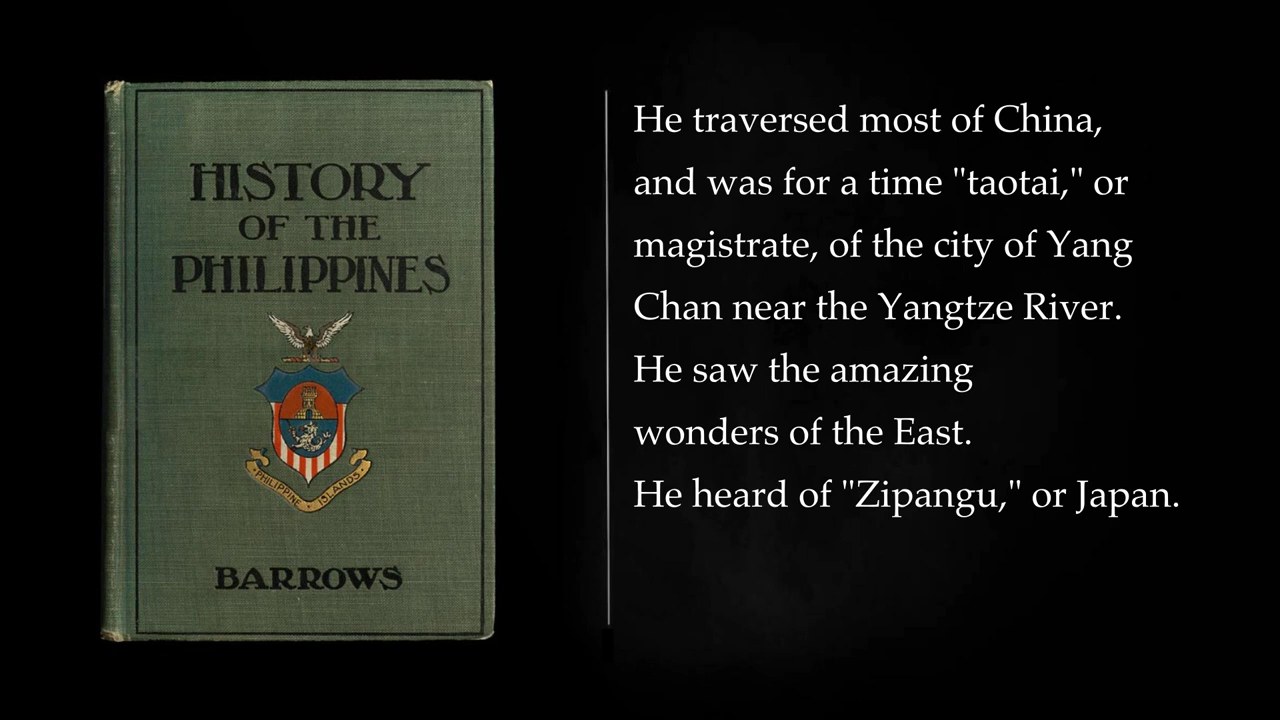 HISTORY
OF THE
PHILIPPINES
PHILIPPINE ISLANDS
BARROWS
He traversed most of China,
and was for a time "taotai," or
magistrate, of the city of Yang
Chan near the Yangtze River.
He saw the amazing
wonders of the East.
He heard of "Zipangu," or Japan.